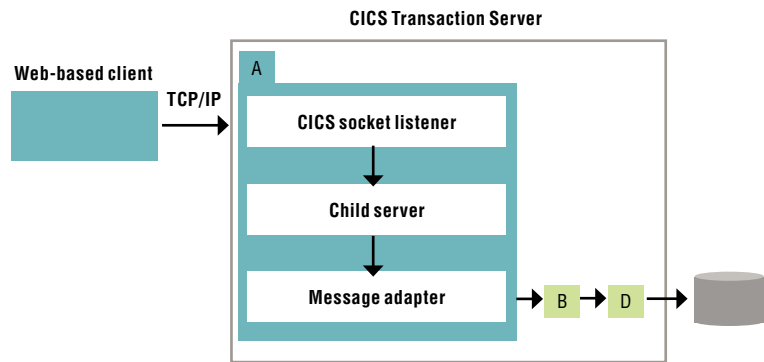 CICS Transaction Server
Web-based client
TCP/IP
A
CICS socket listener
Child server
Message adapter
B
D